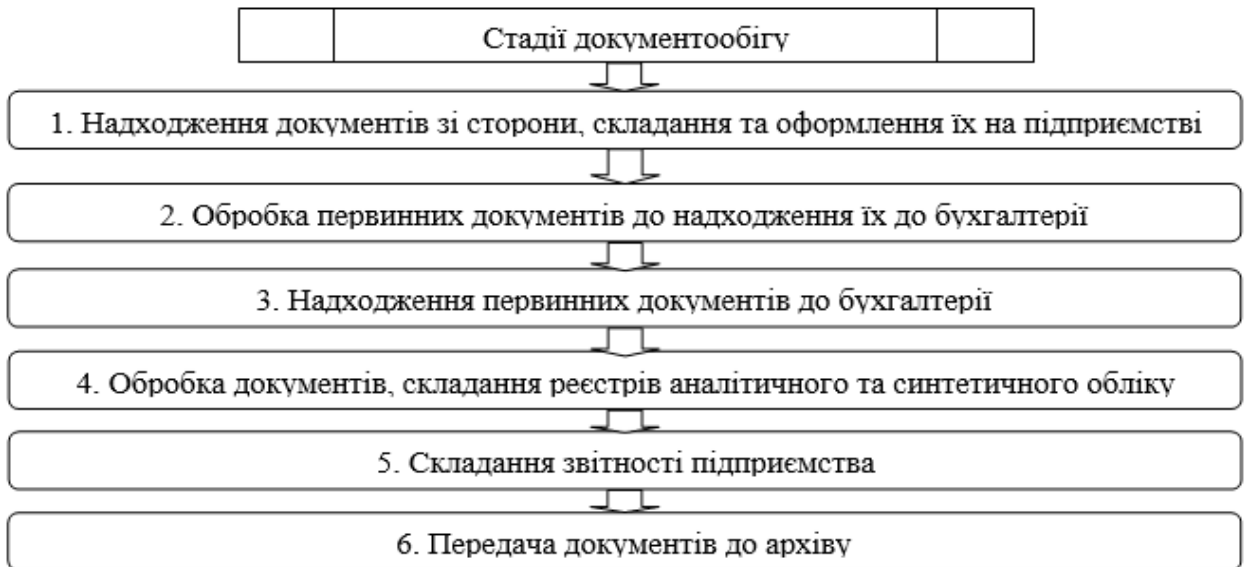 Стадії документообігу
1. Надходження документів зі сторони, складання та оформлення їх на підприємстві
2. Обробка первинних документів до надходження їх до бухгалтерії
3. Надходження первинних документів до бухгалтерії
4. Обробка документів, складання реєстрів аналітичного та синтетичного обліку
5. Складання звітності підприємства
6. Передача документів до архіву